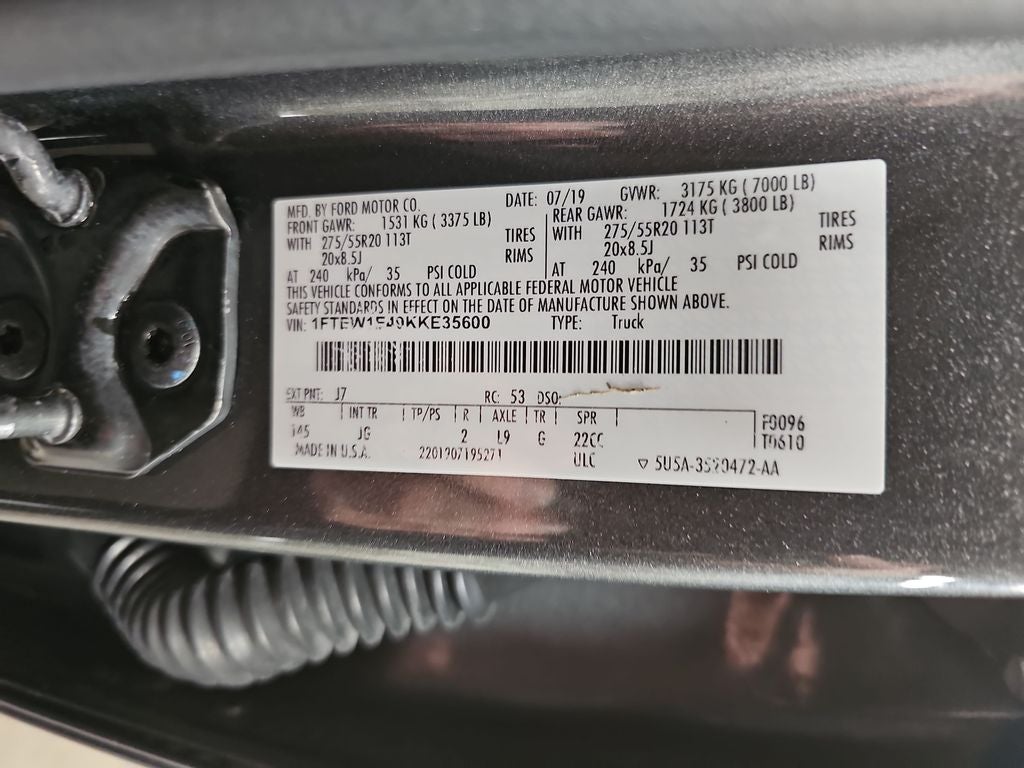 MFD. BY FORD MOTOR CO. DATE: 07/19 GVWR: 3175 KG ( 7000 LB)
FRONT GAWR: 1531 KG ( 3375 LB) REAR GAWR: 1724 KG ( 3800 LB)
WITH 275/55R20 113T TIRES WITH 275/55R20 113T TIRES
20x8.5J RIMS 20x8.5J RIMS
AT 240 kPa/ 35 PSI COLD AT 240 kPa/ 35 PSI COLD
THIS VEHICLE CONFORMS TO ALL APPLICABLE FEDERAL MOTOR VEHICLE
SAFETY STANDARDS IN EFFECT ON THE DATE OF MANUFACTURE SHOWN ABOVE.
VIN: TYPE: Truck
EXT PNT: J7 RC: 53 DSO:
WB INT TR TP/PS R AXLE TR SPR F0096
145 JG 2 L9 G T0610
MADE IN U.S.A. 220120719527 ULC